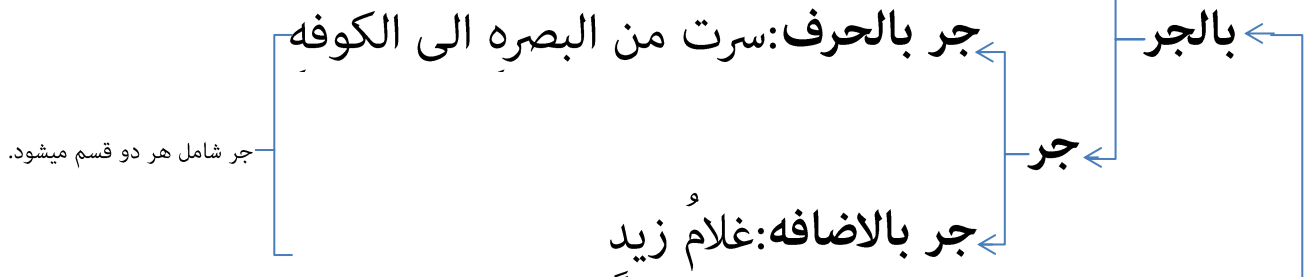 بالجر
جر بالحرف:سرت من البصرهِ الی الکوفهِ
جر
جر شامل هر دو قسم میشود.
جر بالاضافه:غلامُ زیدٍ